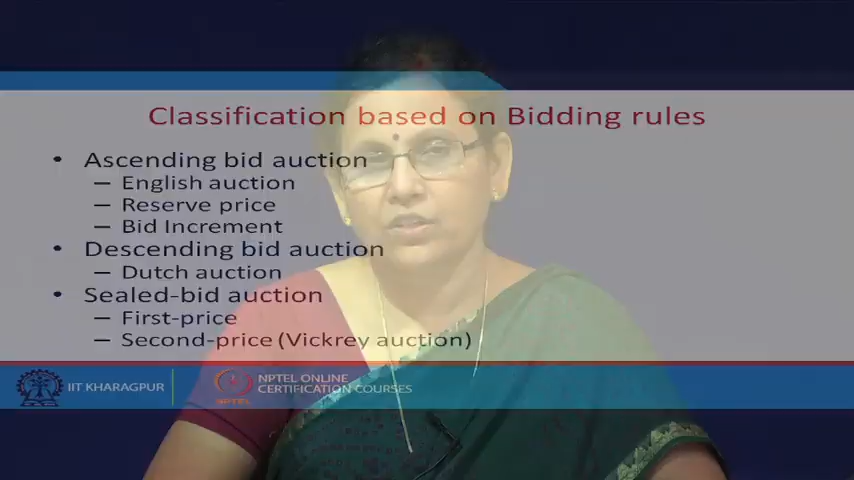 Classification based on Bidding rules
• Ascending bid auction
– English auction
– Reserve price
– Bid Increment
• Descending bid auction
– Dutch auction
• Sealed-bid auction
– First-price
– Second-price (Vickrey auction)
IIT KHARAGPUR
NPTEL ONLINE
CERTIFICATION COURSES
NPTEL